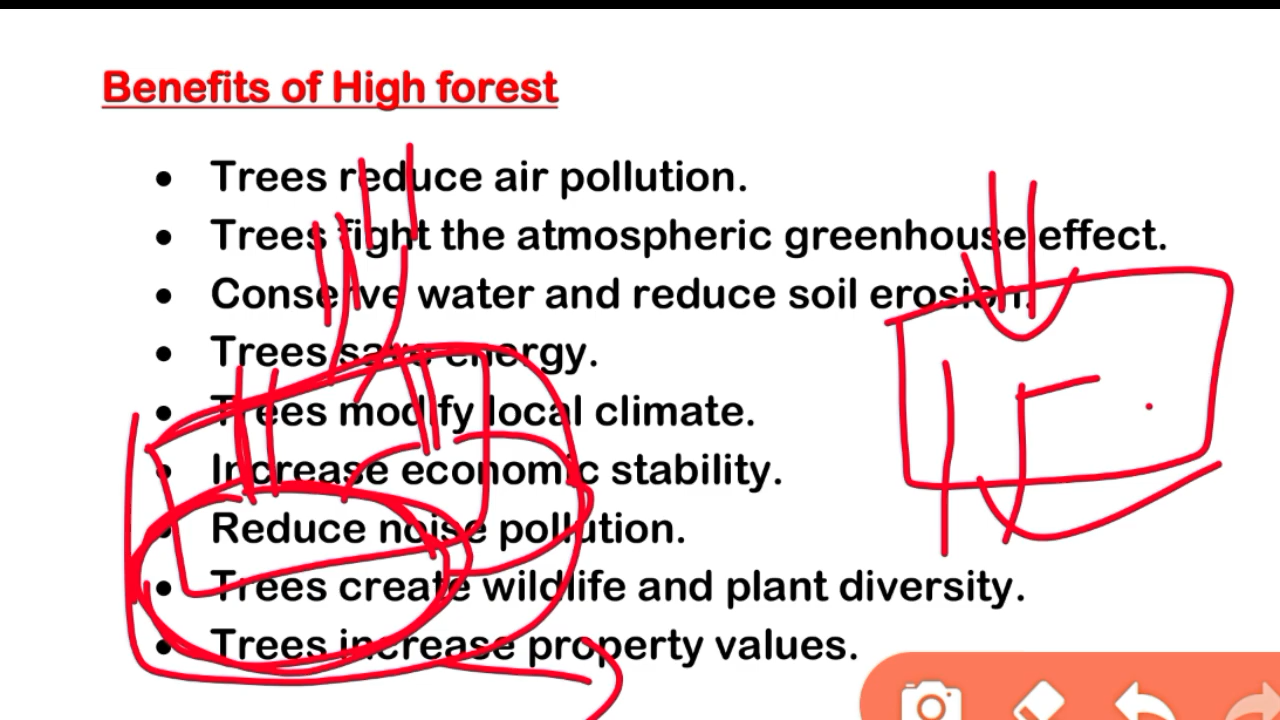 Benefits of High forest
• Trees reduce air pollution.
• Trees fight the atmospheric greenhouse effect.
• Conserve water and reduce soil erosion.
• Trees save energy.
• Trees modify local climate.
• Increase economic stability.
• Reduce noise pollution.
• Trees create wildlife and plant diversity.
• Trees increase property values.